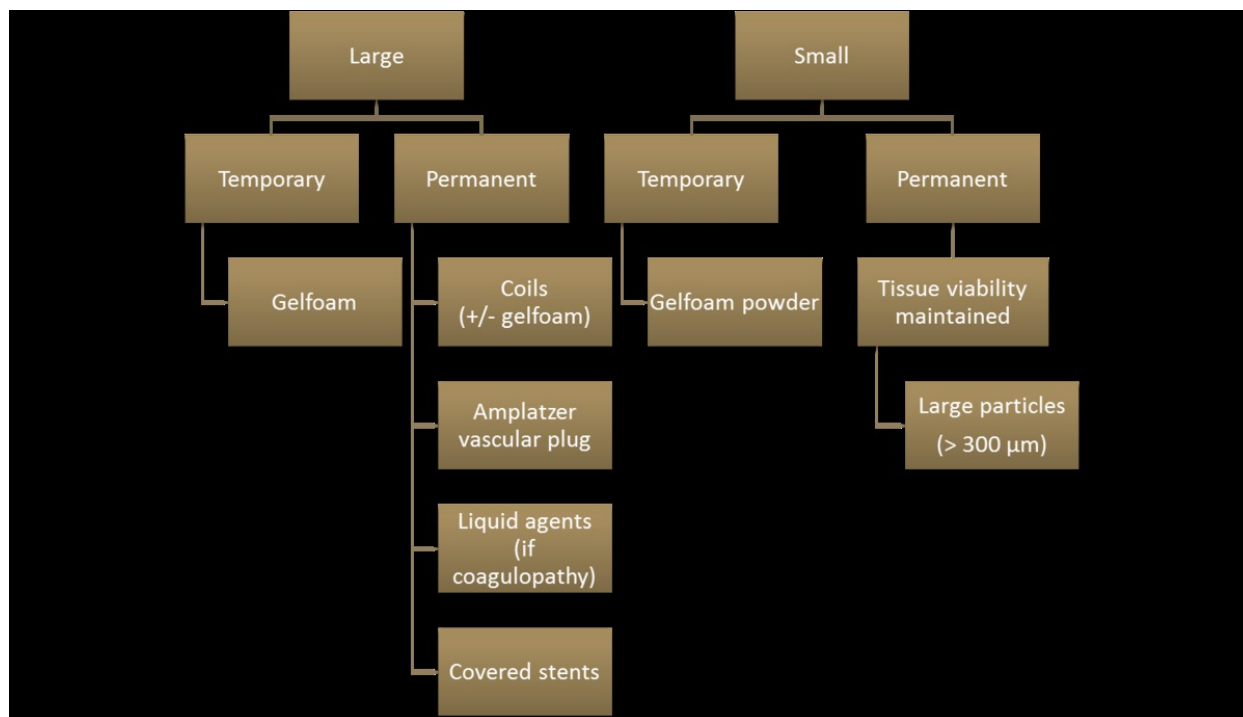 Large
Small
Temporary
Permanent
Temporary
Permanent
Gelfoam
Coils
(+/- gelfoam)
Gelfoam powder
Tissue viability
maintained
Amplatzer
vascular plug
Large particles
(> 300 μm)
Liquid agents
(if
coagulopathy)
Covered stents